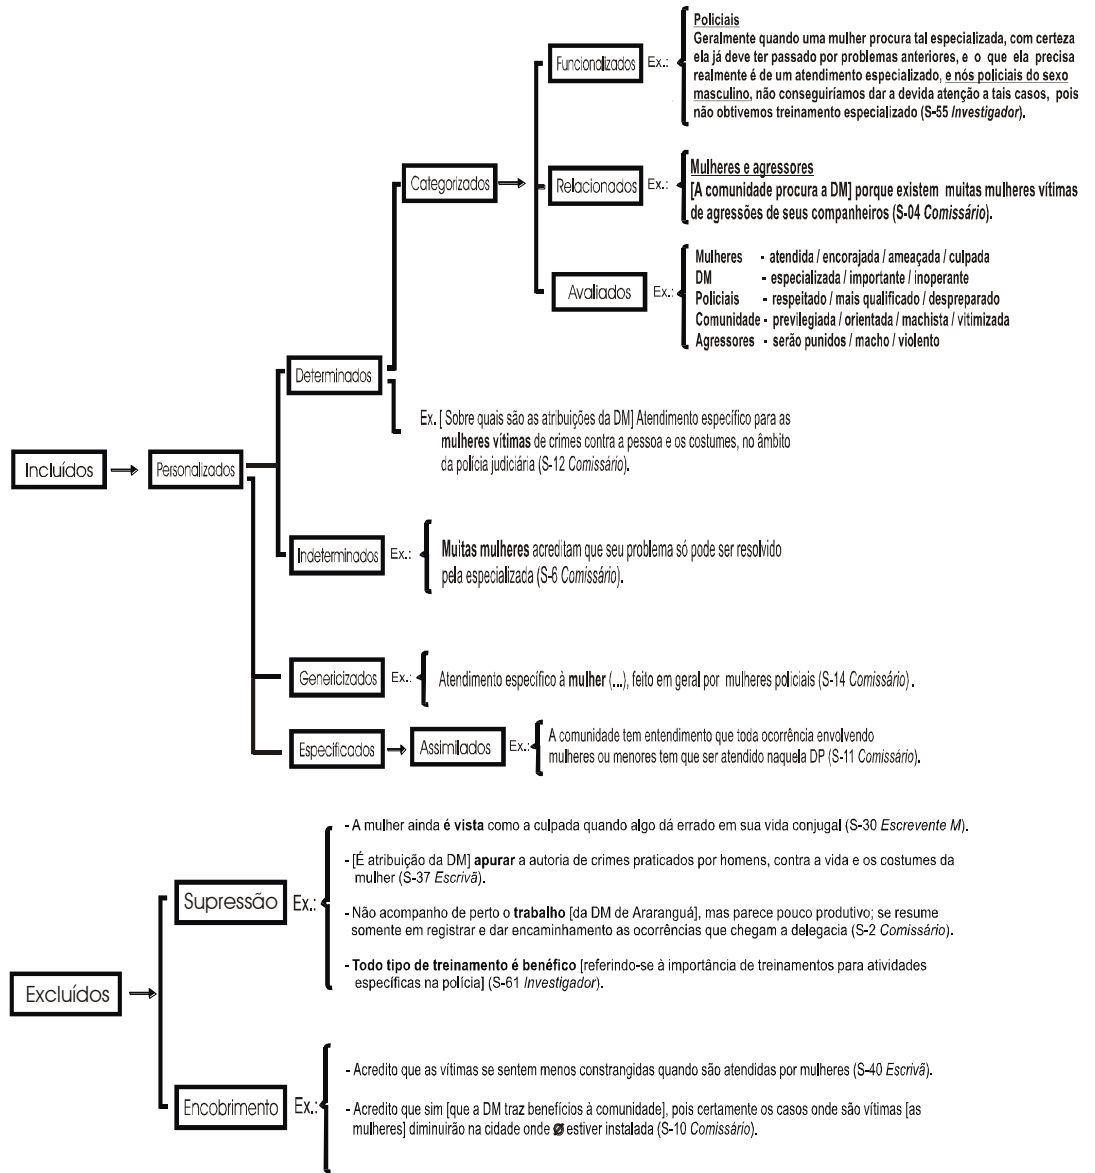 Policiais
Geralmente quando uma mulher procura tal especializada, com certeza
ela já deve ter passado por problemas anteriores, e o que ela precisa
realmente é de um atendimento especializado, e nós policiais do sexo
masculino, não conseguiríamos dar a devida atenção a tais casos, pois
não obtivemos treinamento especializado (S-55 Investigador).
Funcionalizados Ex.:
Categorizados
Relacionados Ex.:
Mulheres e agressores
[A comunidade procura a DM] porque existem muitas mulheres vítimas
de agressões de seus companheiros (S-04 Comissário).
Avaliados Ex.:
Mulheres - atendida / encorajada / ameaçada / culpada
DM - especializada / importante / inoperante
Policiais - respeitado / mais qualificado / despreparado
Comunidade - previlegiada / orientada / machista / vitimizada
Agressores - serão punidos / macho / violento
Determinados
Ex. [ Sobre quais são as atribuições da DM] Atendimento específico para as
mulheres vítimas de crimes contra a pessoa e os costumes, no âmbito
da polícia judiciária (S-12 Comissário).
Incluídos
Personalizados
Indeterminados Ex.:
Muitas mulheres acreditam que seu problema só pode ser resolvido
pela especializada (S-6 Comissário).
Genericizados Ex.:
Atendimento específico à mulher (...), feito em geral por mulheres policiais (S-14 Comissário) .
Especificados
Assimilados Ex.:
A comunidade tem entendimento que toda ocorrência envolvendo
mulheres ou menores tem que ser atendido naquela DP (S-11 Comissário).
Excluídos
Supressão Ex.:
- A mulher ainda é vista como a culpada quando algo dá errado em sua vida conjugal (S-30 Escrevente M).
- [É atribuição da DM] apurar a autoria de crimes praticados por homens, contra a vida e os costumes da
mulher (S-37 Escrivã).
- Não acompanho de perto o trabalho [da DM de Araranguá], mas parece pouco produtivo; se resume
somente em registrar e dar encaminhamento as ocorrências que chegam a delegacia (S-2 Comissário).
- Todo tipo de treinamento é benéfico [referindo-se à importância de treinamentos para atividades
específicas na polícia] (S-61 Investigador).
Encobrimento Ex.:
- Acredito que as vítimas se sentem menos constrangidas quando são atendidas por mulheres (S-40 Escrivã).
- Acredito que sim [que a DM traz benefícios à comunidade], pois certamente os casos onde são vítimas [as
mulheres] diminuirão na cidade onde Ø estiver instalada (S-10 Comissário).